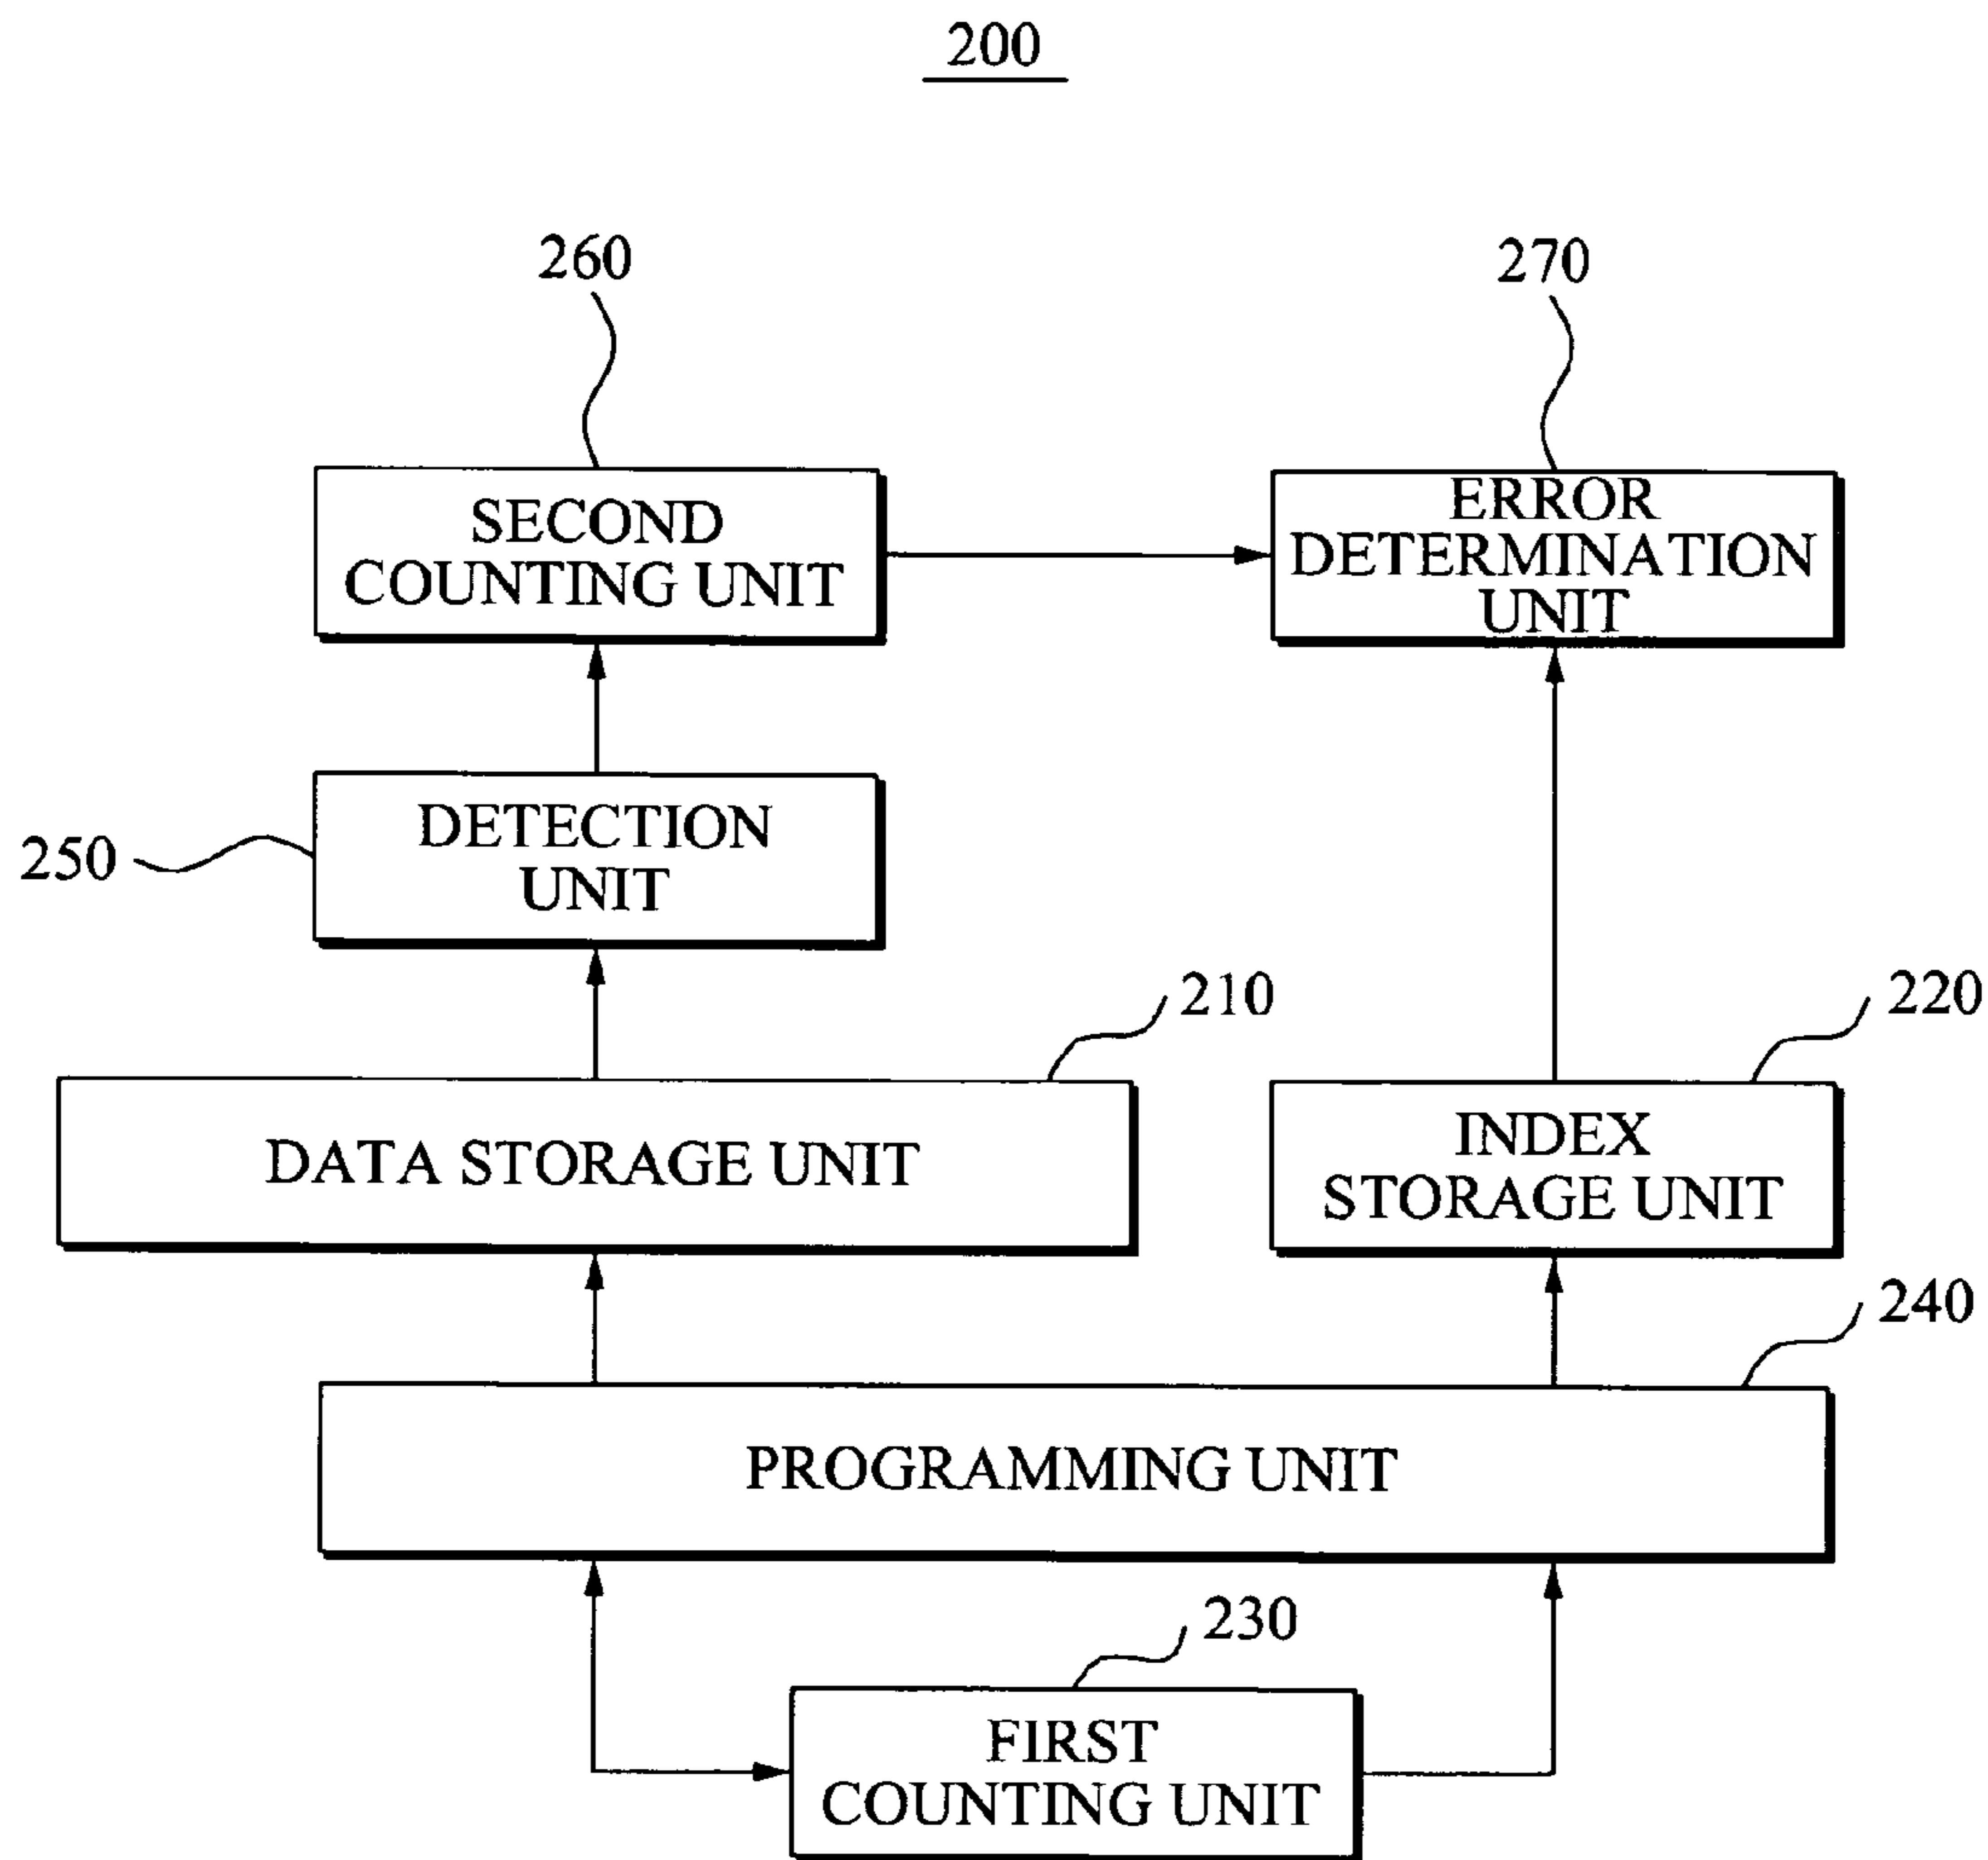 200
260
270
SECOND
COUNTING UNIT
ERROR
DETERMINATION
UNIT
250
DETECTION
UNIT
210
220
DATA STORAGE UNIT
INDEX
STORAGE UNIT
240
PROGRAMMING UNIT
230
FIRST
COUNTING UNIT